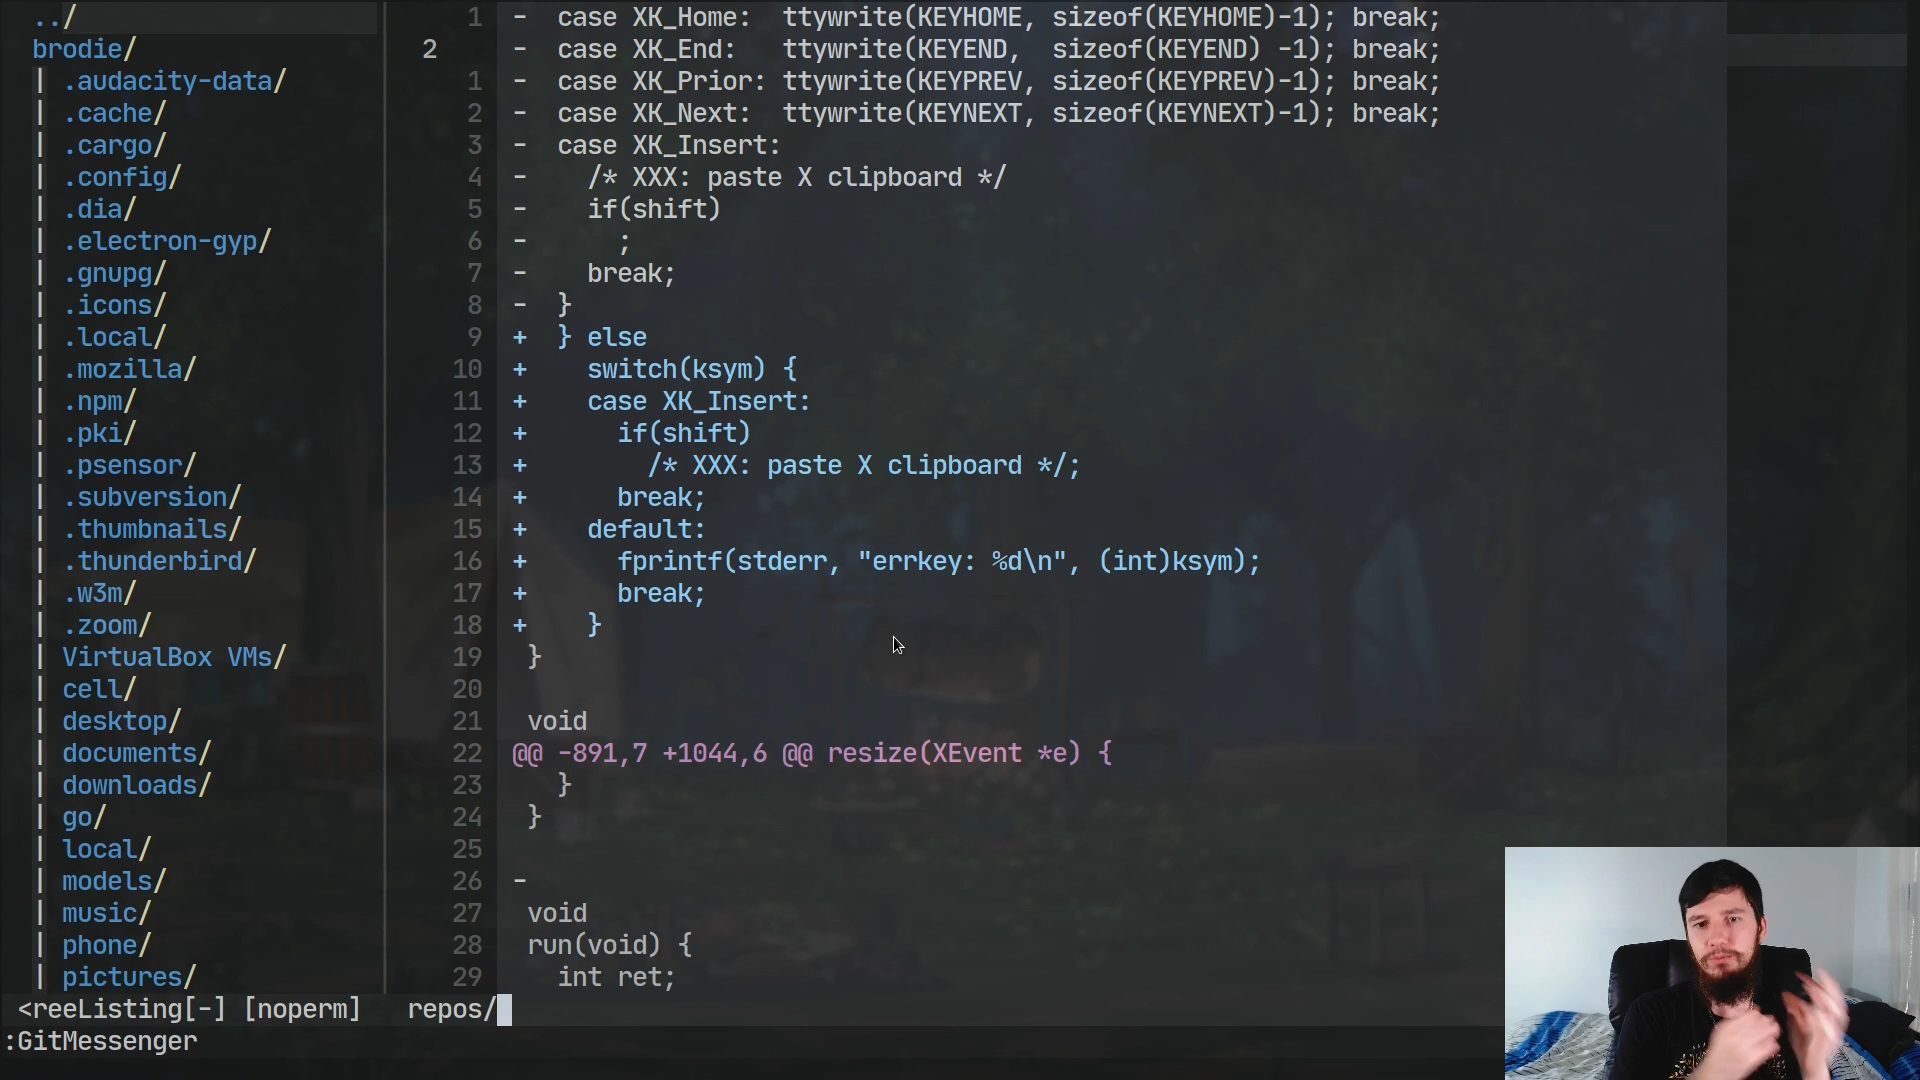 ../
brodie/
| .audacity-data/
| .cache/
| .cargo/
| .config/
| .dia/
| .electron-gyp/
| .gnupg/
| .icons/
| .local/
| .mozilla/
| .npm/
| .pki/
| .psensor/
| .subversion/
| .thumbnails/
| .thunderbird/
| .w3m/
| .zoom/
| VirtualBox VMs/
| cell/
| desktop/
| documents/
| downloads/
| go/
| local/
| models/
| music/
| phone/
| pictures/
1 -  case XK_Home:  ttywrite(KEYHOME, sizeof(KEYHOME)-1); break;
2 -  case XK_End:   ttywrite(KEYEND,  sizeof(KEYEND) -1); break;
1 -  case XK_Prior: ttywrite(KEYPREV, sizeof(KEYPREV)-1); break;
2 -  case XK_Next:  ttywrite(KEYNEXT, sizeof(KEYNEXT)-1); break;
3 -  case XK_Insert:
4 -    /* XXX: paste X clipboard */
5 -    if(shift)
6 -      ;
7 -    break;
8 -  }
9 +  } else
10 +    switch(ksym) {
11 +    case XK_Insert:
12 +      if(shift)
13 +        /* XXX: paste X clipboard */;
14 +      break;
15 +    default:
16 +      fprintf(stderr, "errkey: %d\n", (int)ksym);
17 +      break;
18 +    }
19  }
20
21  void
22 @@ -891,7 +1044,6 @@ resize(XEvent *e) {
23    }
24  }
25
26 -
27  void
28  run(void) {
29    int ret;
<reeListing[-] [noperm]   repos/
:GitMessenger